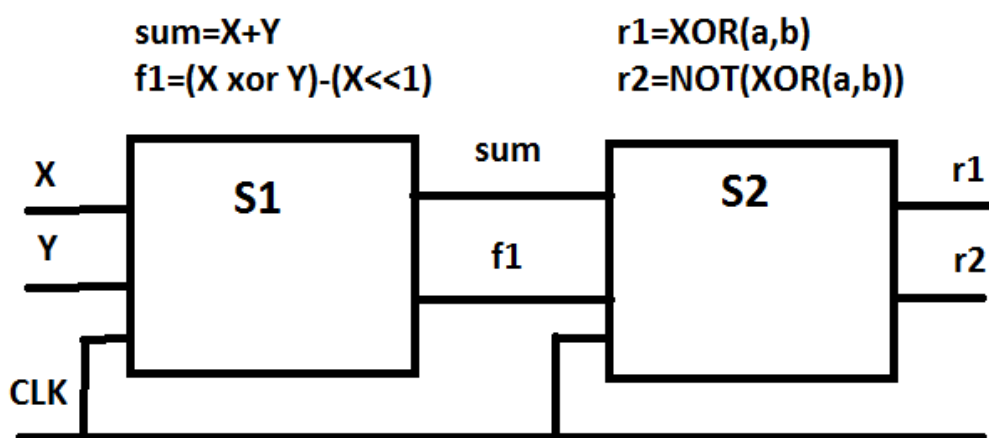 sum=X+Y
f1=(X xor Y)-(X<<1)
r1=XOR(a,b)
r2=NOT(XOR(a,b))
X
Y
CLK
S1
sum
f1
S2
r1
r2